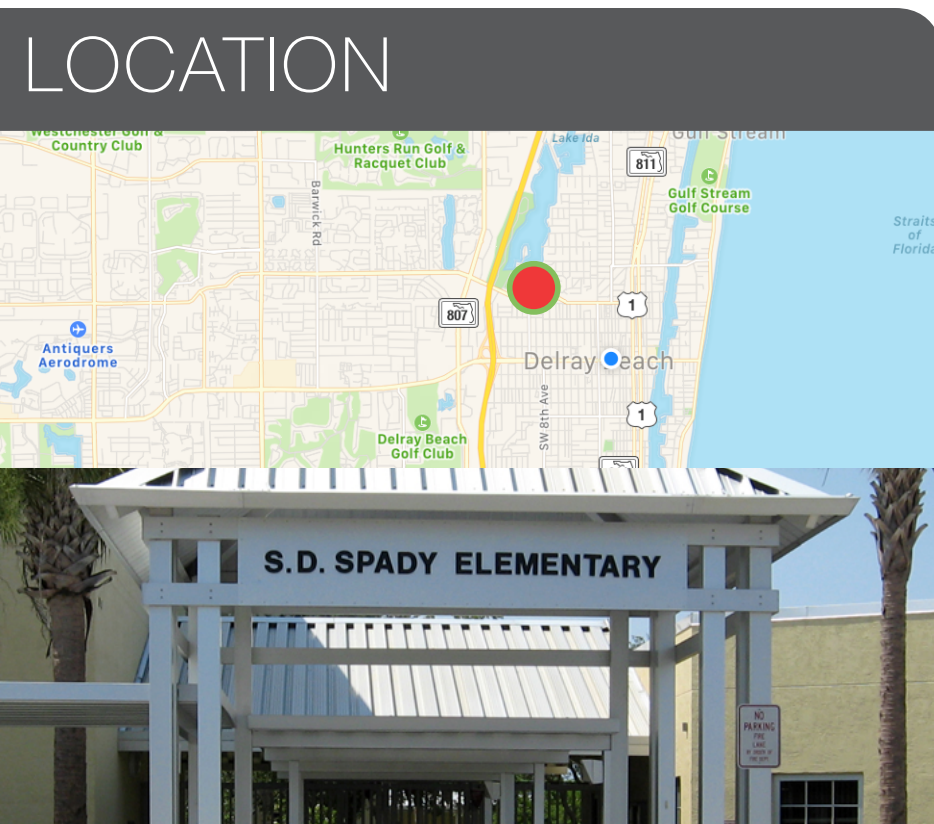 LOCATION
Westchester Golf &
Country Club
Hunters Run Golf &
Racquet Club
Lake Ida
Gulf Stream
811
Gulf Stream
Golf Course
Straits
of
Florida
Barwick Rd
807
1
Antiquers
Aerodrome
Delray Beach
SW 8th Ave
1
Delray Beach
Golf Club
S.D. SPADY ELEMENTARY
NO
PARKING
FIRE
LANE